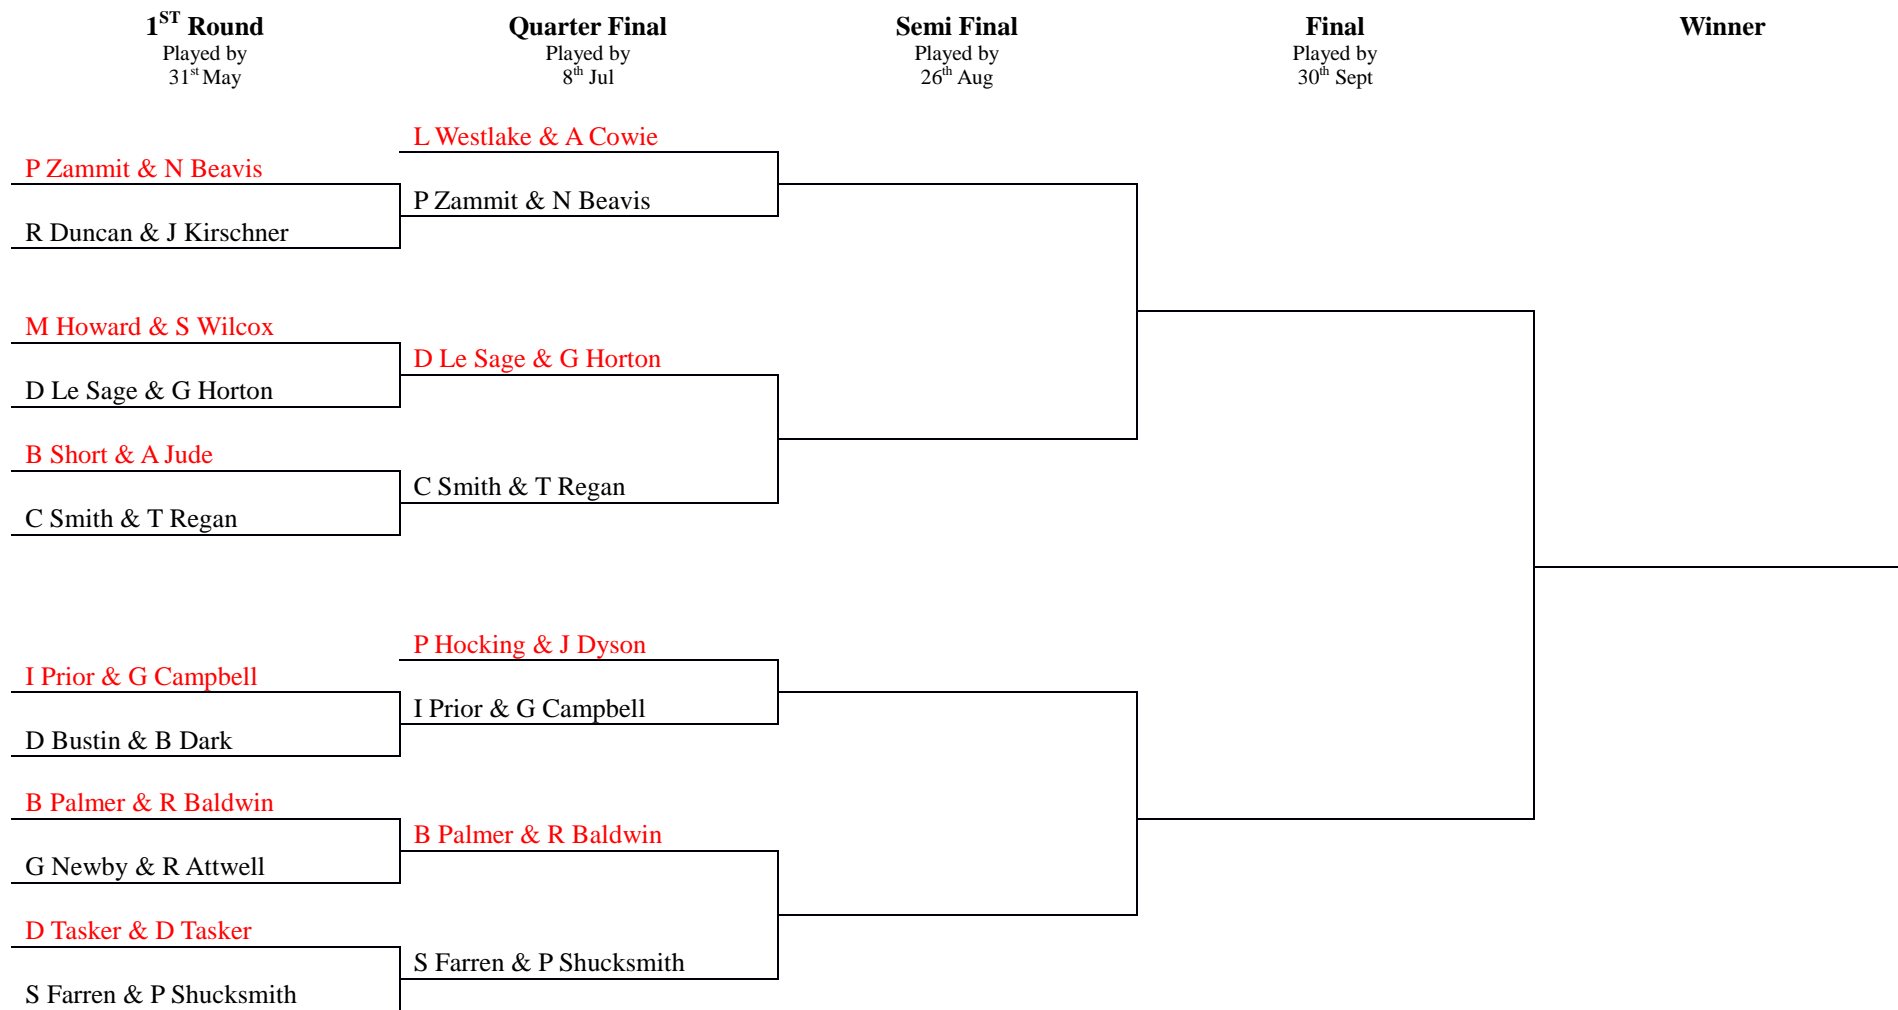 1ST Round
Played by
31st May
Quarter Final
Played by
8th Jul
Semi Final
Played by
26th Aug
Final
Played by
30th Sept
Winner
P Zammit & N Beavis
R Duncan & J Kirschner
M Howard & S Wilcox
D Le Sage & G Horton
B Short & A Jude
C Smith & T Regan
I Prior & G Campbell
D Bustin & B Dark
B Palmer & R Baldwin
G Newby & R Attwell
D Tasker & D Tasker
S Farren & P Shucksmith
L Westlake & A Cowie
P Zammit & N Beavis
D Le Sage & G Horton
C Smith & T Regan
P Hocking & J Dyson
I Prior & G Campbell
B Palmer & R Baldwin
S Farren & P Shucksmith